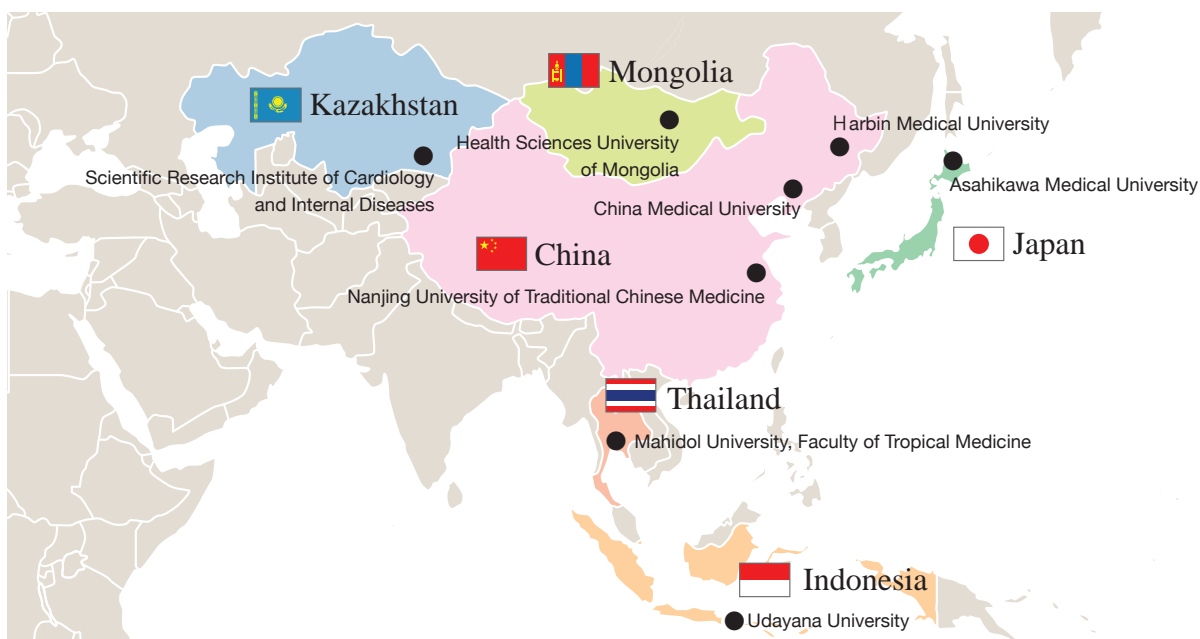 Mongolia
Kazakhstan
Harbin Medical University
Health Sciences University
of Mongolia
Scientific Research Institute of Cardiology
and Internal Diseases
Asahikawa Medical University
China Medical University
China
Japan
Nanjing University of Traditional Chinese Medicine
Thailand
Mahidol University, Faculty of Tropical Medicine
Indonesia
Udayana University